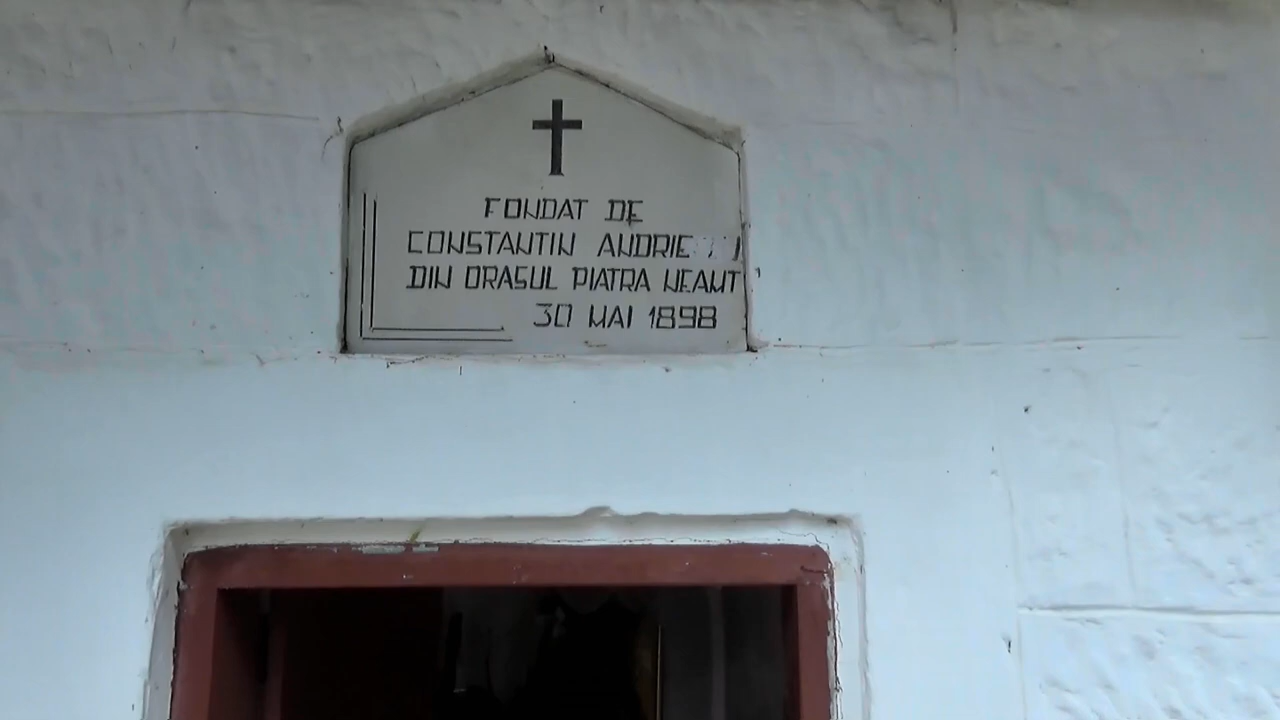 FONDAT DE
CONSTANTIN
DIN ORASUL PIATRA NEAMT
30 MAI 1898